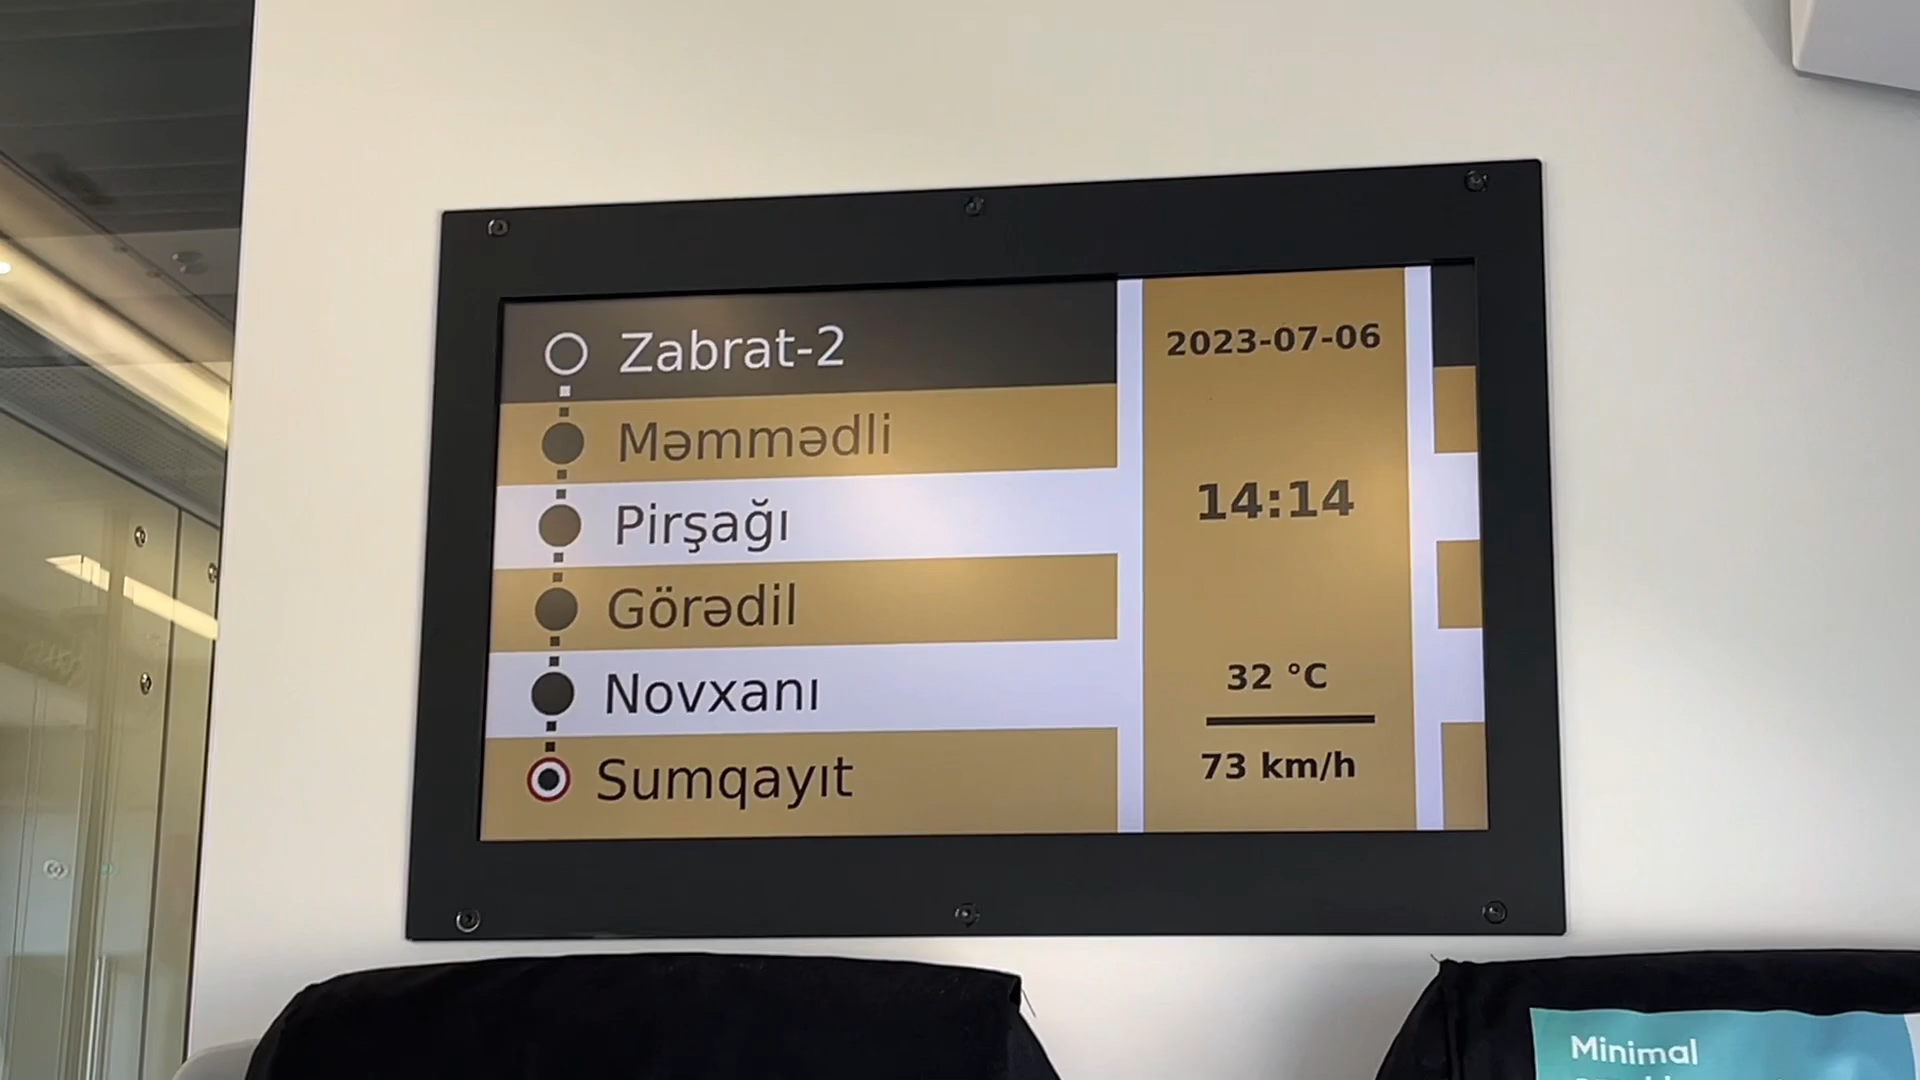 Zabrat-2
Məmmədli
Pirşağı
Görədil
Novxanı
Sumqayıt
2023-07-06
14:14
32 °C
73 km/h
Minimal